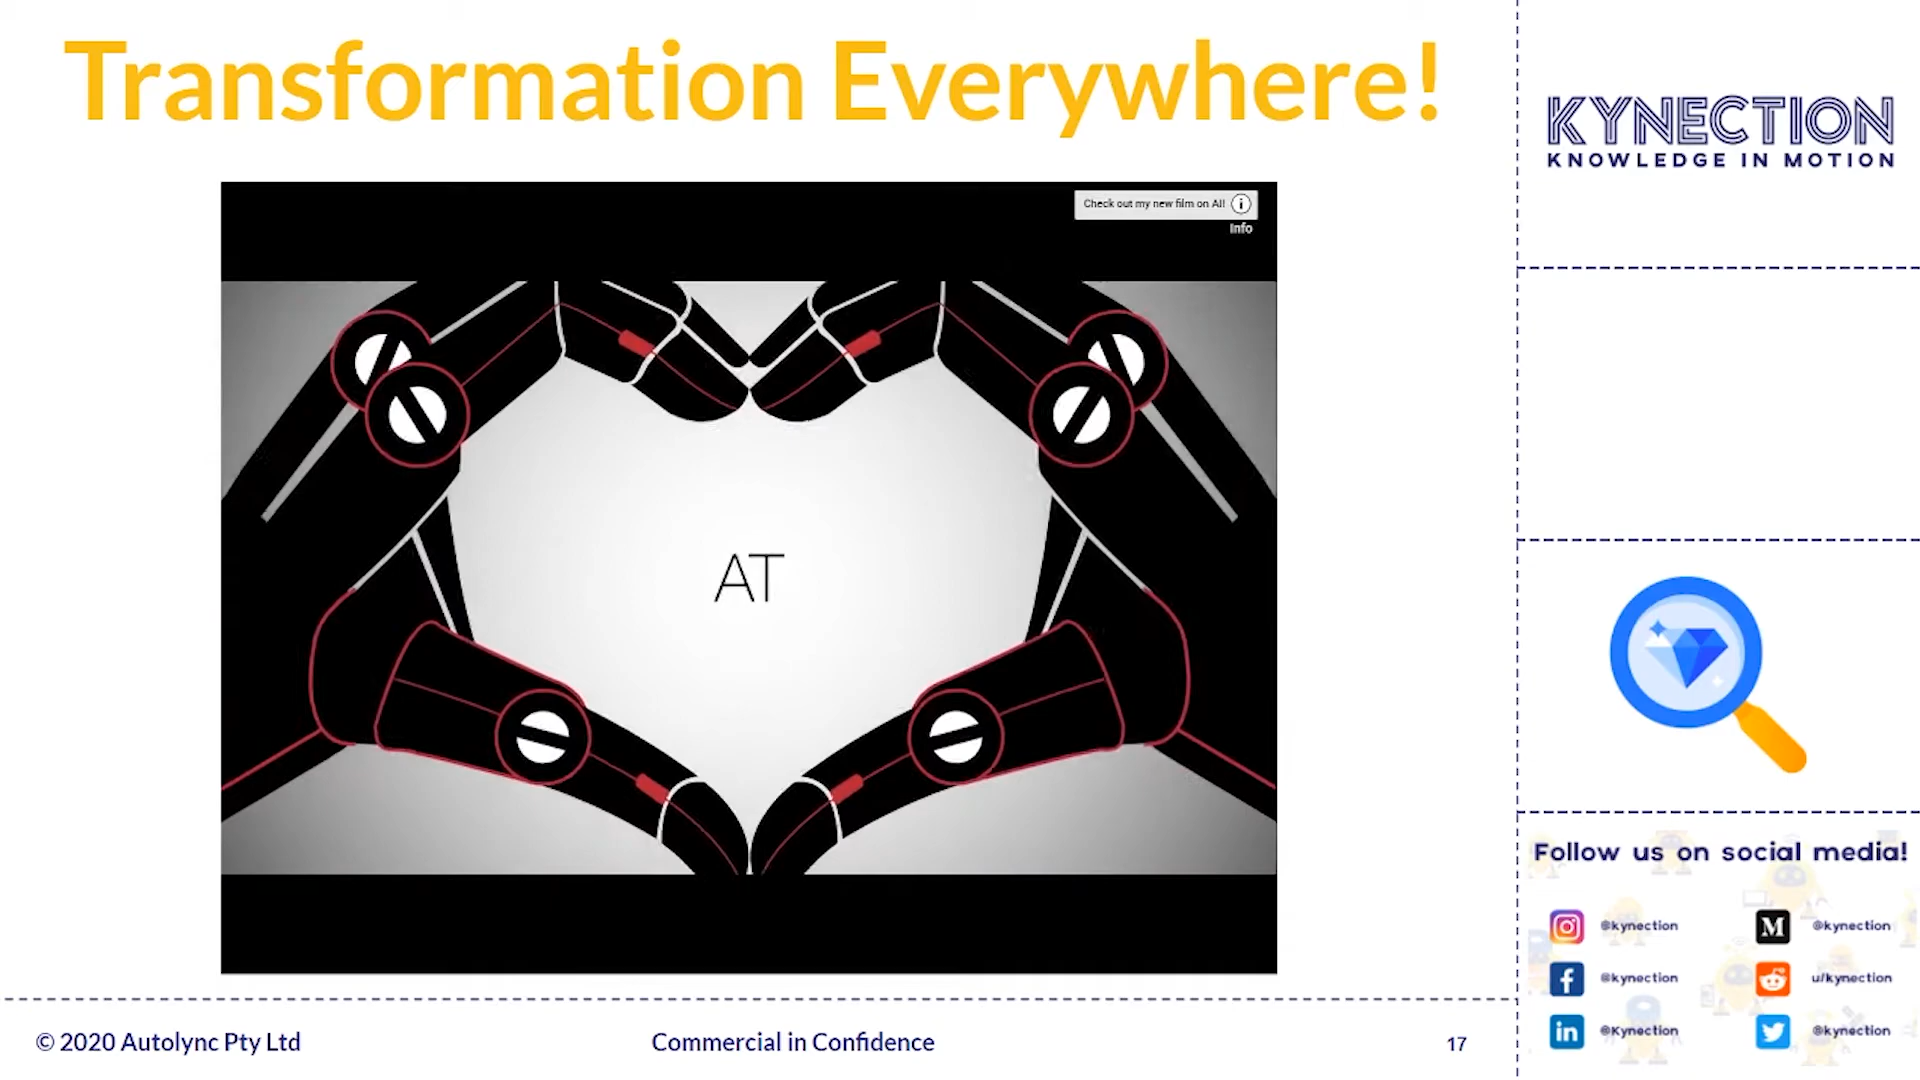 Transformation Everywhere!
Check out my new film on AI!
Info
AT
© 2020 Autolync Pty Ltd
Commercial in Confidence
17
KYNECTION
KNOWLEDGE IN MOTION
Follow us on social media!
@kynection
M @kynection
@kynection
u/kynection
@Kynection
@kynection